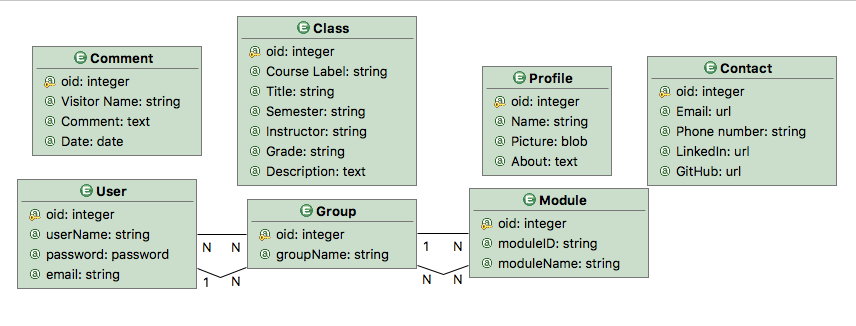 Comment
oid: integer
Visitor Name: string
Comment: text
Date: date
Class
oid: integer
Course Label: string
Title: string
Semester: string
Instructor: string
Grade: string
Description: text
Profile
oid: integer
Name: string
Picture: blob
About: text
Contact
oid: integer
Email: url
Phone number: string
LinkedIn: url
GitHub: url
User
oid: integer
userName: string
password: password
email: string
N N
1 N
Group
oid: integer
groupName: string
1 N
N N
Module
oid: integer
moduleID: string
moduleName: string